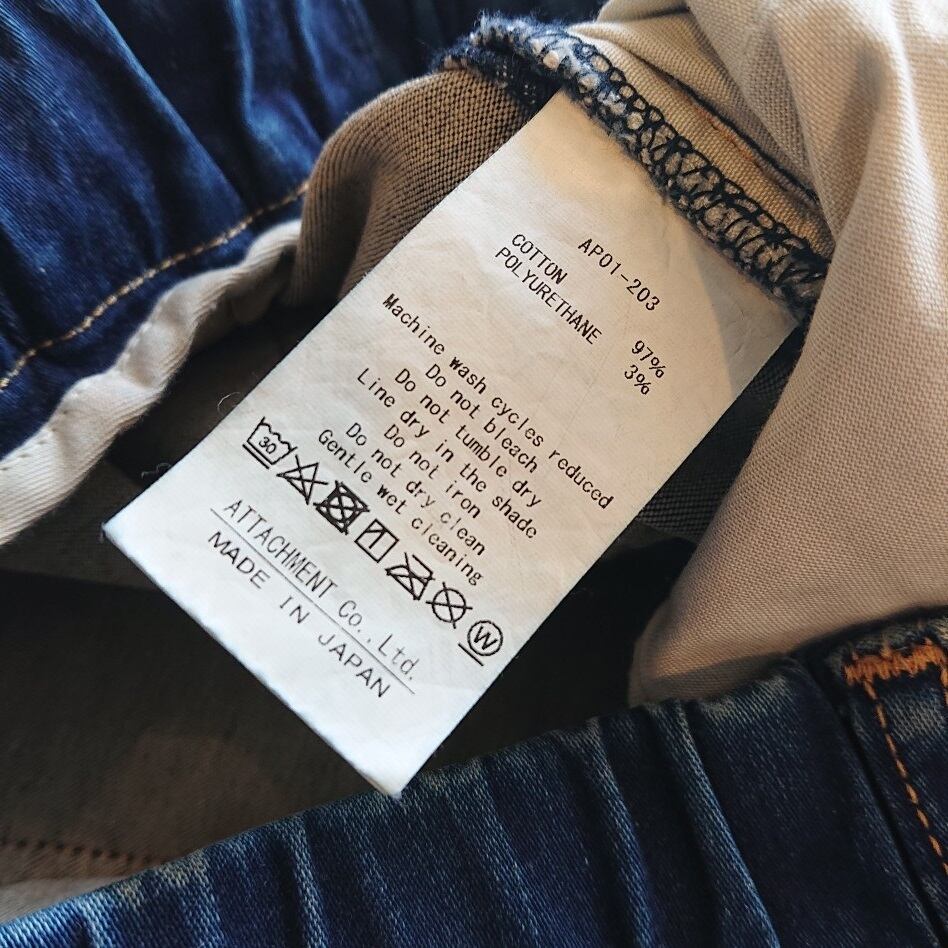 AP01-203
COTTON 97%
POLYURETHANE 3%
Machine wash cycles reduced
Do not bleach
Do not tumble dry
Line dry in the shade
Do not iron
Do not dry clean
Gentle wet cleaning
30 W
ATTACHMENT Co.,Ltd.
MADE IN JAPAN